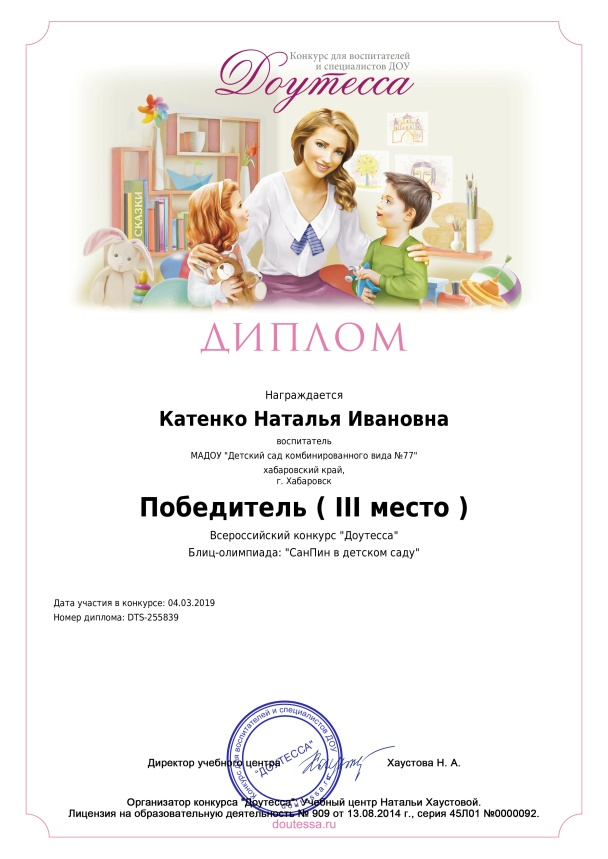 Конкурс для воспитателей
и специалистов ДОУ
Доутесса
СКАЗКИ
ДИПЛОМ
Награждается
Катенко Наталья Ивановна
воспитатель
МАДОУ "Детский сад комбинированного вида №77"
хабаровский край,
г. Хабаровск
Победитель ( III место )
Всероссийский конкурс "Доутесса"
Блиц-олимпиада: "СанПин в детском саду"
Дата участия в конкурсе: 04.03.2019
Номер диплома: DTS-255839
Конкурс для воспитателей и специалистов ДОУ
"ДОУТЕССА"
doutessa.ru
Директор учебного центра Хаустова Н. А.
Организатор конкурса "Доутесса" Учебный центр Натальи Хаустовой.
Лицензия на образовательную деятельность № 909 от 13.08.2014 г., серия 45Л01 №0000092.
doutessa.ru